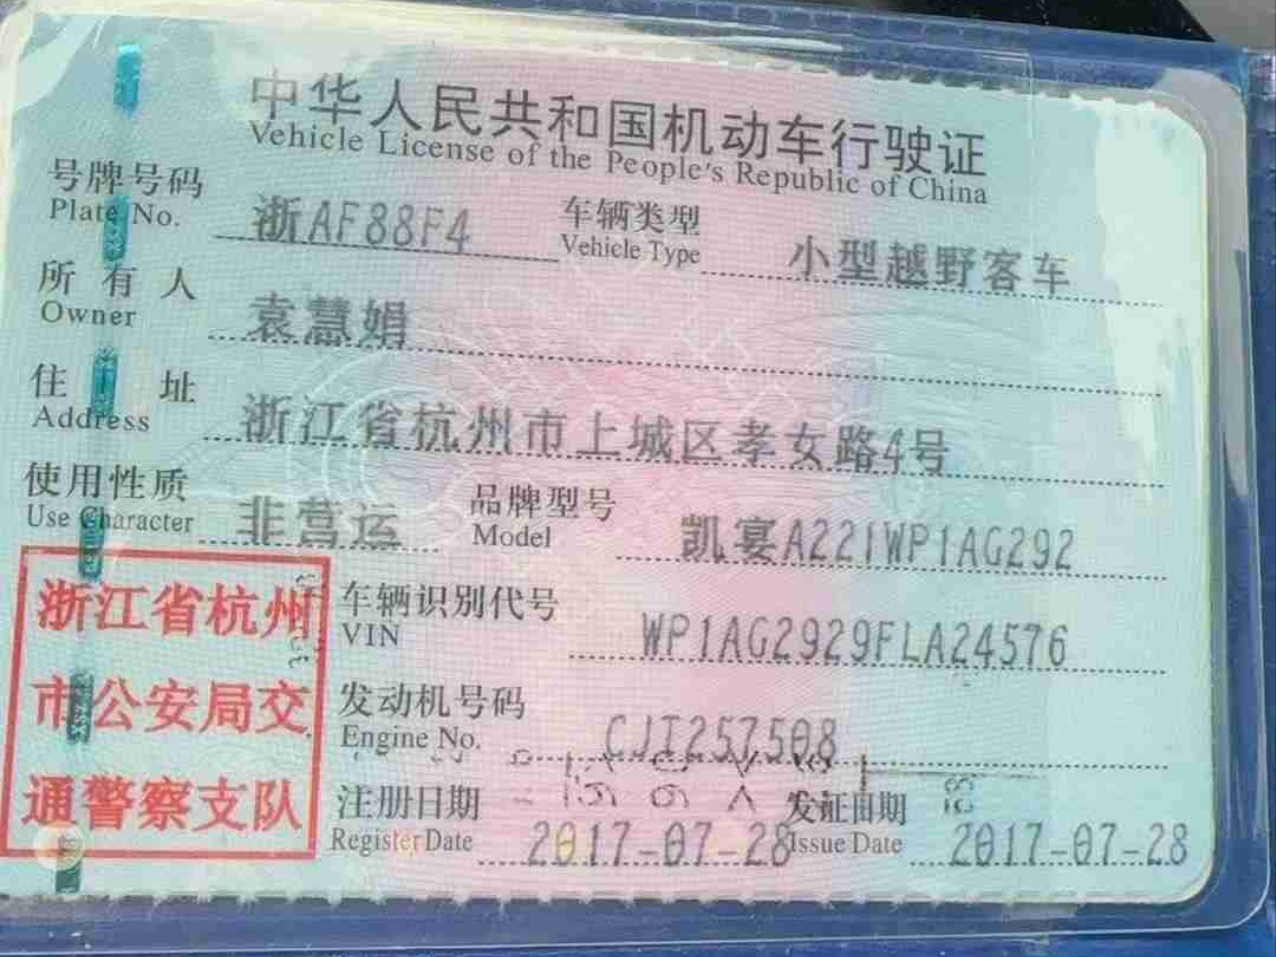 中华人民共和国机动车行驶证
Vehicle License of the People's Republic of China
号牌号码 浙AF88F4 车辆类型 小型越野客车
Plate No. Vehicle Type
所有人 袁慧娟
Owner
住址 浙江省杭州市上城区孝女路4号
Address
使用性质 非营运 品牌型号 凯宴A221WP1AG292
Use Character Model
浙江省杭州
市公安局交
通警察支队
车辆识别代号 WP1AG2929FLA24576
VIN
发动机号码 CJT257508
Engine No.
注册日期 2017-07-28 发证日期 2017-07-28
Register Date Issue Date